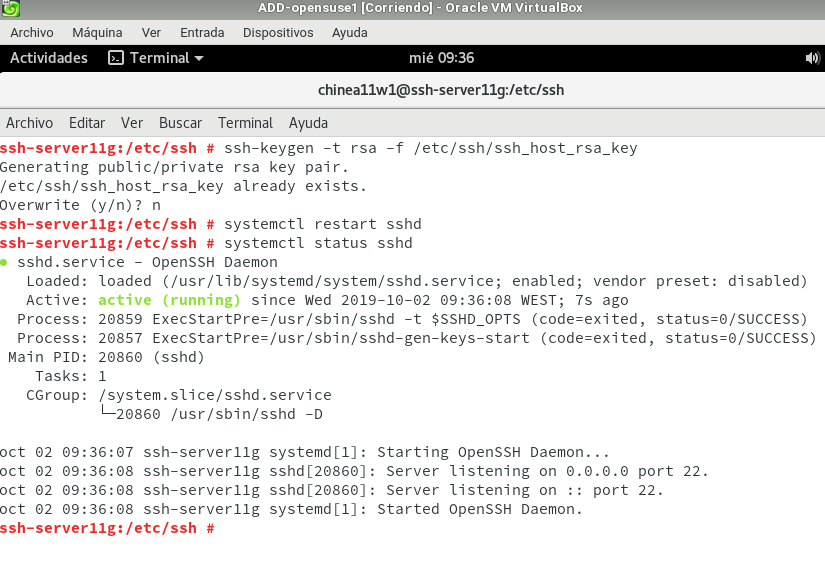 ADD-opensuse1 [Corriendo] - Oracle VM VirtualBox
Archivo Máquina Ver Entrada Dispositivos Ayuda
Actividades Terminal mié 09:36
chinea11w1@ssh-server11g:/etc/ssh
Archivo Editar Ver Buscar Terminal Ayuda
ssh-server11g:/etc/ssh # ssh-keygen -t rsa -f /etc/ssh/ssh_host_rsa_key
Generating public/private rsa key pair.
/etc/ssh/ssh_host_rsa_key already exists.
Overwrite (y/n)? n
ssh-server11g:/etc/ssh # systemctl restart sshd
ssh-server11g:/etc/ssh # systemctl status sshd
● sshd.service - OpenSSH Daemon
   Loaded: loaded (/usr/lib/systemd/system/sshd.service; enabled; vendor preset: disabled)
   Active: active (running) since Wed 2019-10-02 09:36:08 WEST; 7s ago
  Process: 20859 ExecStartPre=/usr/sbin/sshd -t $SSHD_OPTS (code=exited, status=0/SUCCESS)
  Process: 20857 ExecStartPre=/usr/sbin/sshd-gen-keys-start (code=exited, status=0/SUCCESS)
 Main PID: 20860 (sshd)
    Tasks: 1
   CGroup: /system.slice/sshd.service
           └─20860 /usr/sbin/sshd -D
oct 02 09:36:07 ssh-server11g systemd[1]: Starting OpenSSH Daemon...
oct 02 09:36:08 ssh-server11g sshd[20860]: Server listening on 0.0.0.0 port 22.
oct 02 09:36:08 ssh-server11g sshd[20860]: Server listening on :: port 22.
oct 02 09:36:08 ssh-server11g systemd[1]: Started OpenSSH Daemon.
ssh-server11g:/etc/ssh #